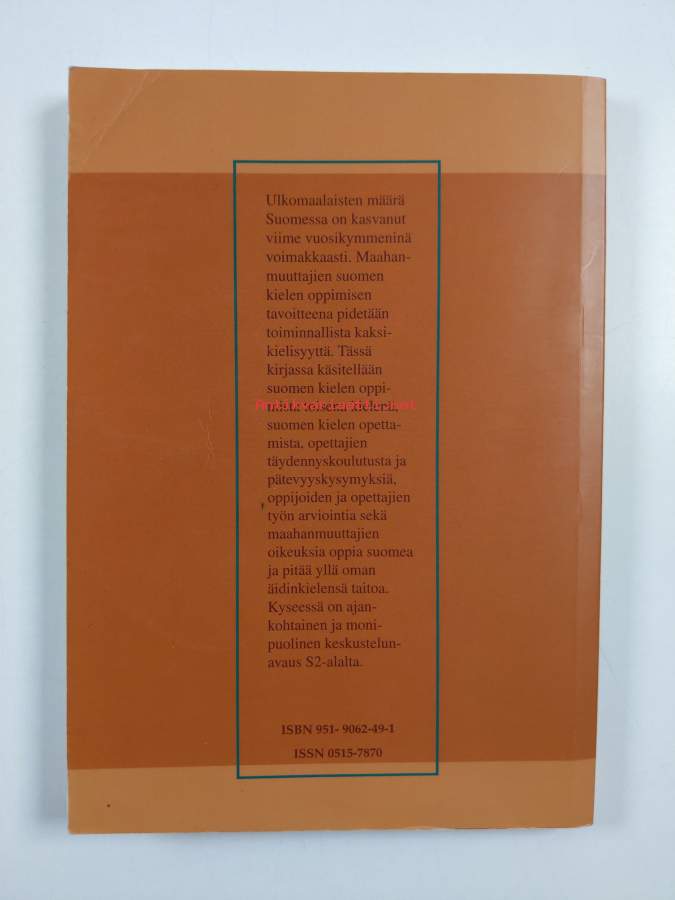 Ulkomaalaisten määrä
Suomessa on kasvanut
viime vuosikymmeninä
voimakkaasti. Maahan-
muuttajien suomen
kielen oppimisen
tavoitteena pidetään
toiminnallista kaksi-
kielisyyttä. Tässä
kirjassa käsitellään
suomen kielen oppi-
mista toisena kielenä,
suomen kielen opetta-
mista, opettajien
täydennyskoulutusta ja
pätevyyskysymyksiä,
oppijoiden ja opettajien
työn arviointia sekä
maahanmuuttajien
oikeuksia oppia suomea
ja pitää yllä oman
äidinkielensä taitoa.
Kyseessä on ajan-
kohtainen ja moni-
puolinen keskustelun-
avaus S2-alalta.
ISBN 951- 9062-49-1
ISSN 0515-7870